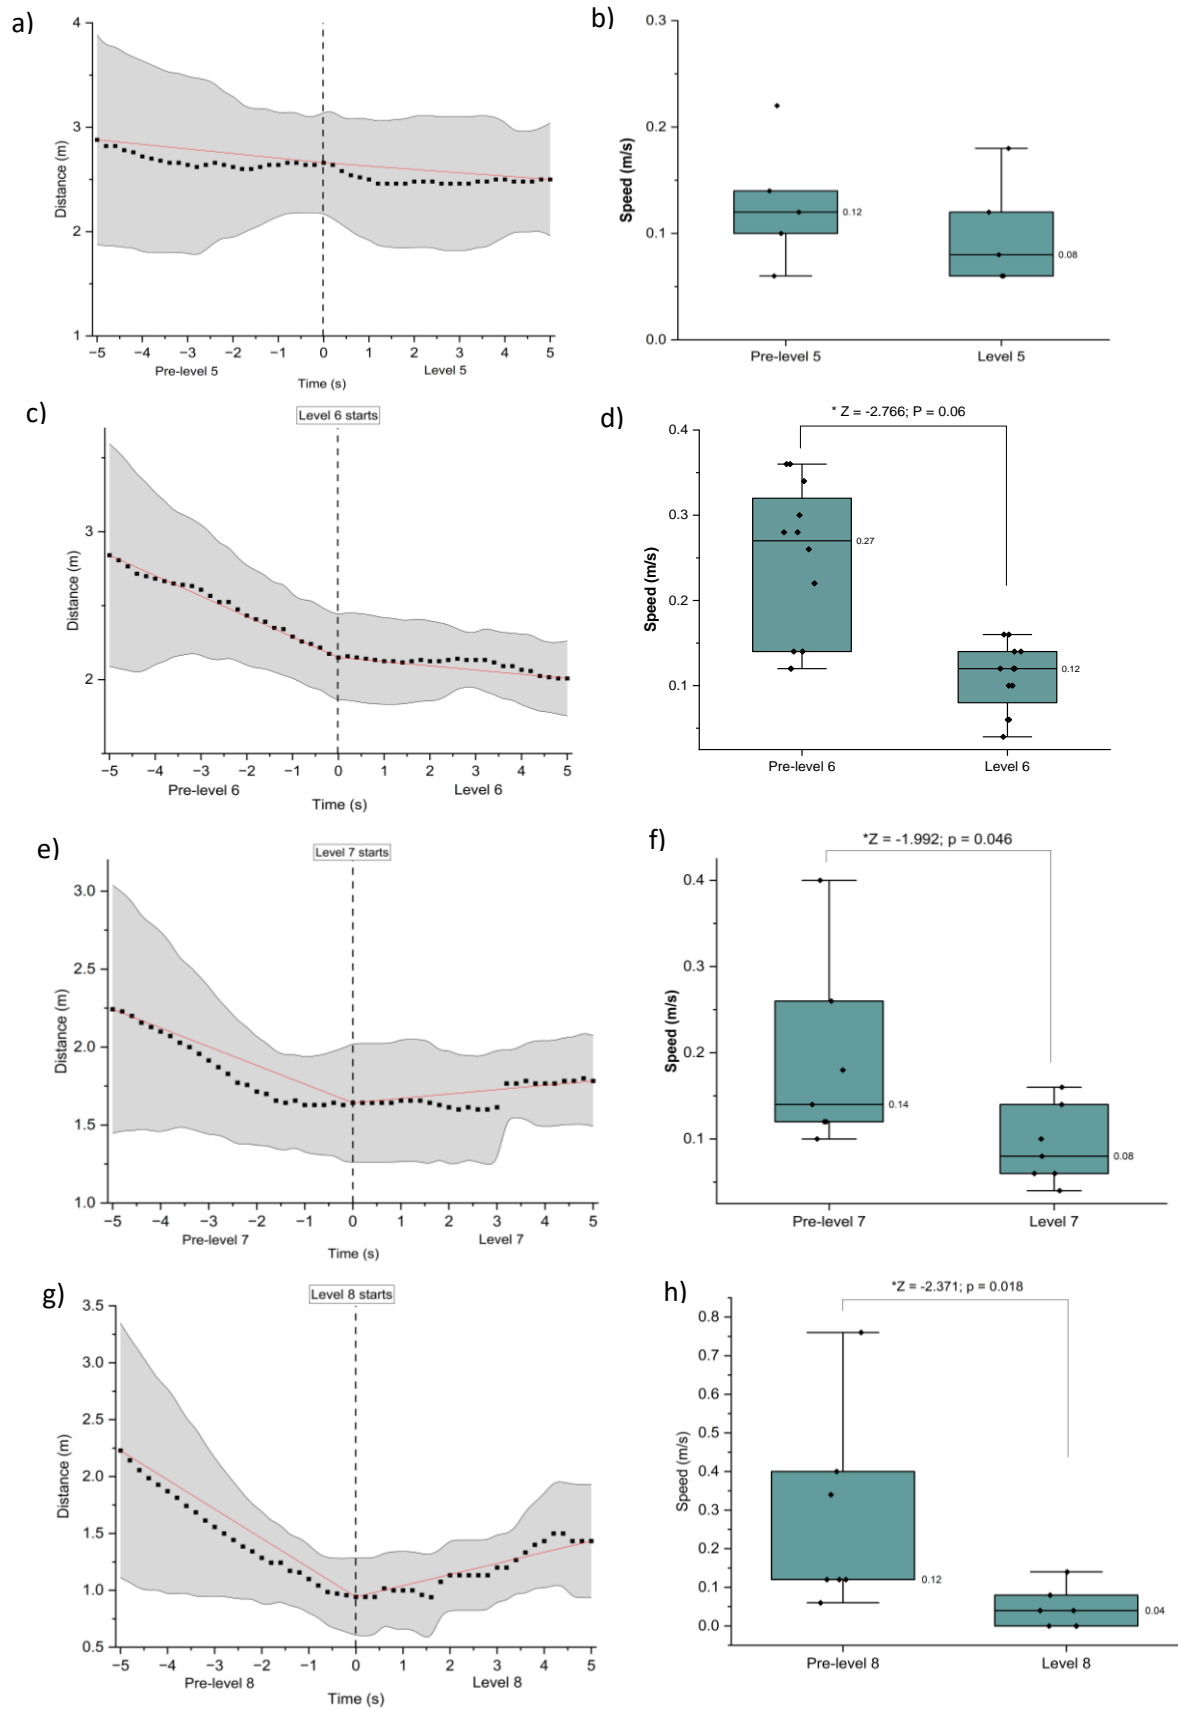 a)
4
3
2
1
Distance (m)
−5 −4 −3 −2 −1 0 1 2 3 4 5
Pre-level 5 Level 5
Time (s)
b)
0.3
0.2
0.1
0.0
Speed (m/s)
0.12
0.08
Pre-level 5 Level 5
c)
Level 6 starts
3
2
Distance (m)
−5 −4 −3 −2 −1 0 1 2 3 4 5
Pre-level 6 Level 6
Time (s)
d)
* Z = -2.766; P = 0.06
0.4
0.3
0.2
0.1
Speed (m/s)
0.27
0.12
Pre-level 6 Level 6
e)
Level 7 starts
3.0
2.5
2.0
1.5
1.0
Distance (m)
−5 −4 −3 −2 −1 0 1 2 3 4 5
Pre-level 7 Level 7
Time (s)
f)
*Z = -1.992; p = 0.046
0.4
0.3
0.2
0.1
Speed (m/s)
0.14
0.08
Pre-level 7 Level 7
g)
Level 8 starts
3.5
3.0
2.5
2.0
1.5
1.0
0.5
Distance (m)
−5 −4 −3 −2 −1 0 1 2 3 4 5
Pre-level 8 Level 8
Time (s)
h)
*Z = -2.371; p = 0.018
0.8
0.7
0.6
0.5
0.4
0.3
0.2
0.1
0.0
Speed (m/s)
0.12
0.04
Pre-level 8 Level 8